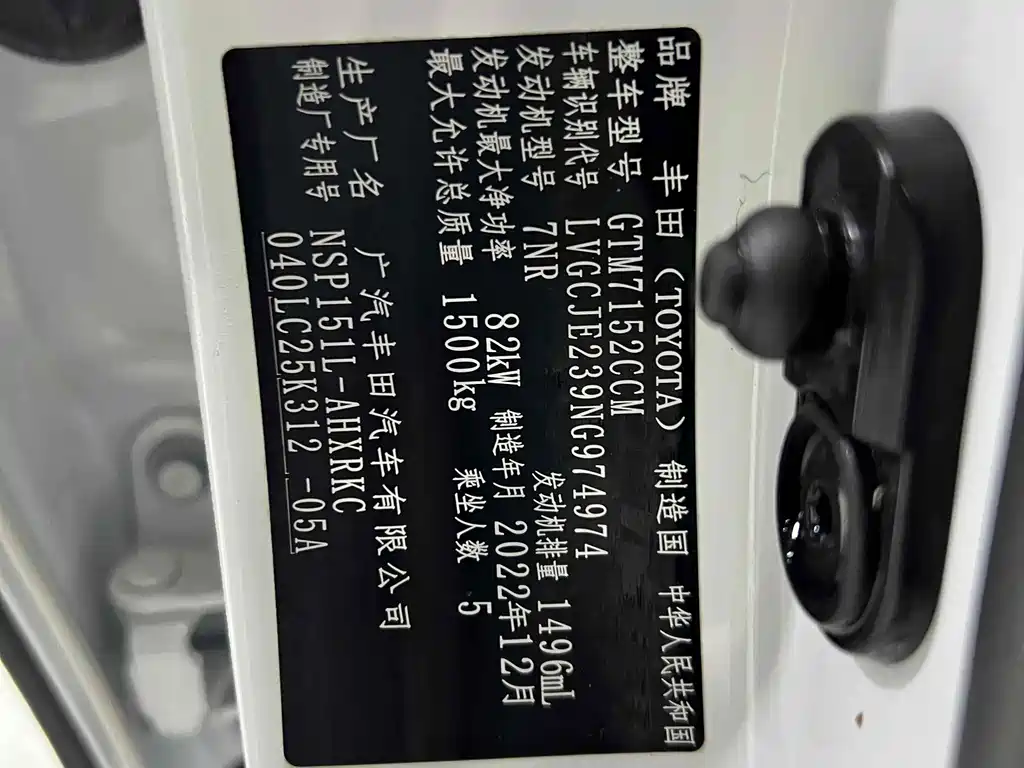 品牌 丰田（TOYOTA） 制造国 中华人民共和国
整车型号 GTM7152CCM
车辆识别代号 LVGCJE239NG974974
发动机型号 7NR 发动机排量 1496mL
发动机最大净功率 82kW 制造年月 2022年12月
最大允许总质量 1500kg 乘坐人数 5
生产厂名 广汽丰田汽车有限公司
制造厂专用号 NSP151L-AHXRKC
040LC25K312-05A